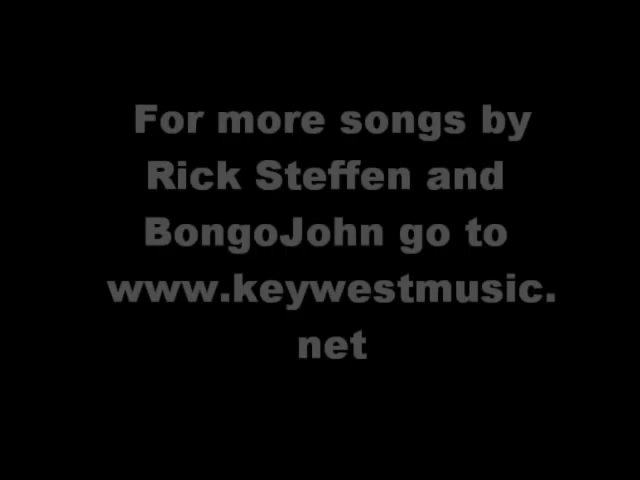 For more songs by
Rick Steffen and
BongoJohn go to
www.keywestmusic.
net